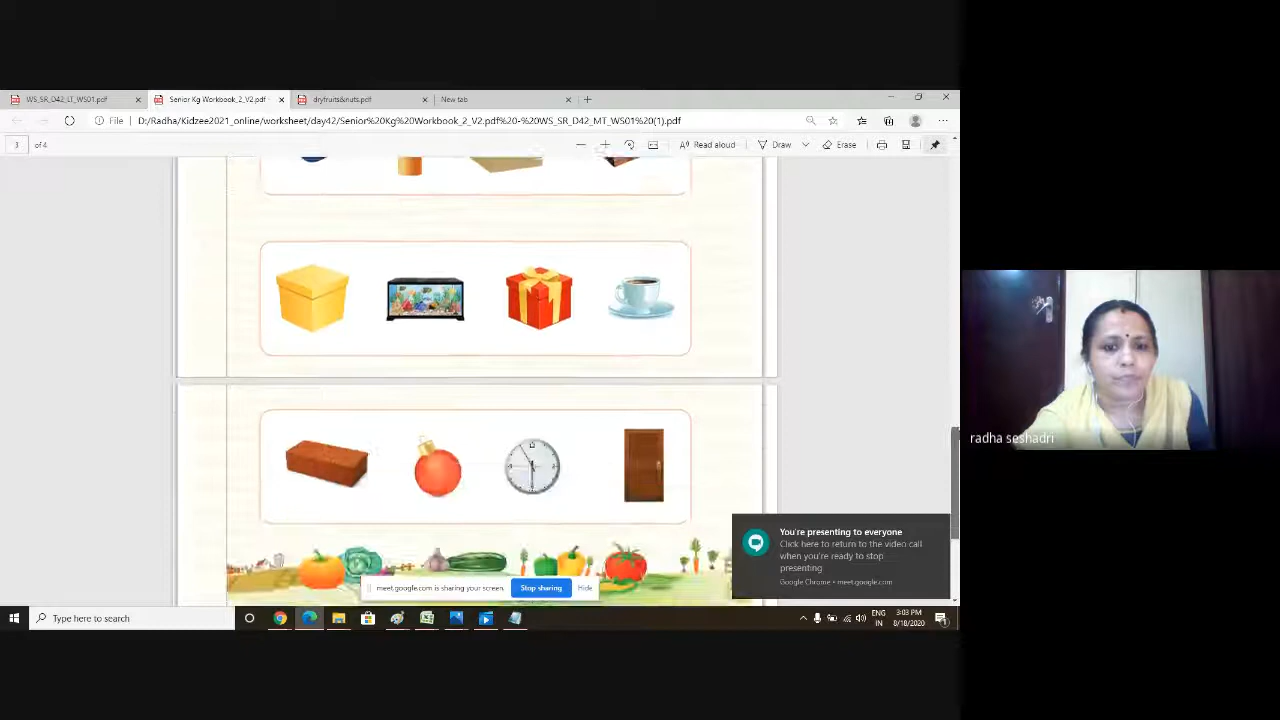 WS_SR_D42_LT_WS01.pdf
Senior Kg Workbook_2_V2.pdf -
dryfruits&nuts.pdf
New tab
File
D:/Radha/Kidzee2021_online/worksheet/day42/Senior%20Kg%20Workbook_2_V2.pdf%20-%20WS_SR_D42_MT_WS01%20(1).pdf
3 of 4
Read aloud
Draw
Erase
radha seshadri
You're presenting to everyone
Click here to return to the video call
when you're ready to stop
presenting
Google Chrome • meet.google.com
meet.google.com is sharing your screen.
Stop sharing
Hide
Type here to search
ENG
IN
3:03 PM
8/18/2020